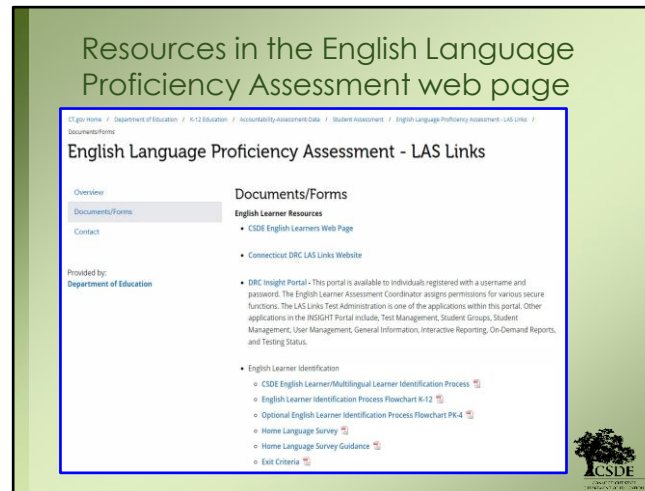 Resources in the English Language
Proficiency Assessment web page
CT.gov Home / Department of Education / K-12 Education / Accountability-Assessment Data / Student Assessment / English Language Proficiency Assessment - LAS Links /
Documents/Forms
English Language Proficiency Assessment - LAS Links
Overview
Documents/Forms
Contact
Provided by:
Department of Education
Documents/Forms
English Learner Resources
• CSDE English Learners Web Page
• Connecticut DRC LAS Links Website
• DRC Insight Portal - This portal is available to individuals registered with a username and
password. The English Learner Assessment Coordinator assigns permissions for various secure
functions. The LAS Links Test Administration is one of the applications within this portal. Other
applications in the INSIGHT Portal include, Test Management, Student Groups, Student
Management, User Management, General Information, Interactive Reporting, On-Demand Reports,
and Testing Status.
• English Learner Identification
○ CSDE English Learner/Multilingual Learner Identification Process
○ English Learner Identification Process Flowchart K-12
○ Optional English Learner Identification Process Flowchart PK-4
○ Home Language Survey
○ Home Language Survey Guidance
○ Exit Criteria
CSDE
CONNECTICUT STATE
DEPARTMENT OF EDUCATION